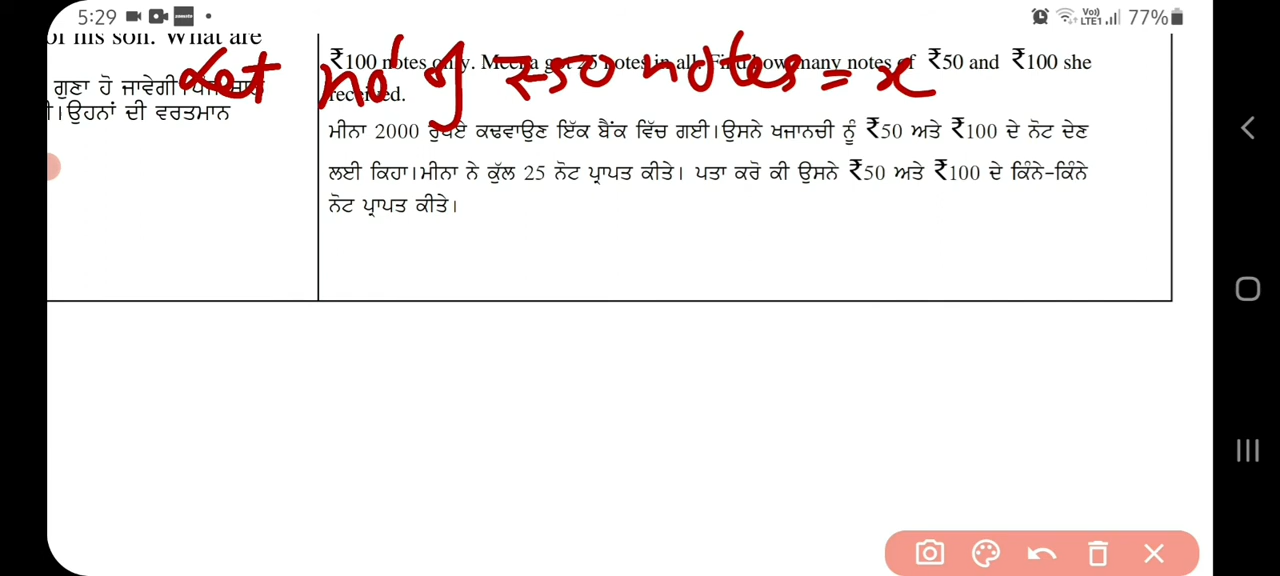 5:29
77%
of his son. What are
ਗੁਣਾ ਹੋ ਜਾਵੇਗੀ।
ੀ।ਉਹਨਾਂ ਦੀ ਵਰਤਮਾਨ
Let no of ₹50 notes = x
₹100 notes only. Meena got 25 notes in all. Find how many notes of ₹50 and ₹100 she
received.
ਮੀਨਾ 2000 ਰੁਪਏ ਕਢਵਾਉਣ ਇੱਕ ਬੈਂਕ ਵਿੱਚ ਗਈ।ਉਸਨੇ ਖਜਾਨਚੀ ਨੂੰ ₹50 ਅਤੇ ₹100 ਦੇ ਨੋਟ ਦੇਣ
ਲਈ ਕਿਹਾ।ਮੀਨਾ ਨੇ ਕੁੱਲ 25 ਨੋਟ ਪ੍ਰਾਪਤ ਕੀਤੇ। ਪਤਾ ਕਰੋ ਕੀ ਉਸਨੇ ₹50 ਅਤੇ ₹100 ਦੇ ਕਿੰਨੇ-ਕਿੰਨੇ
ਨੋਟ ਪ੍ਰਾਪਤ ਕੀਤੇ।